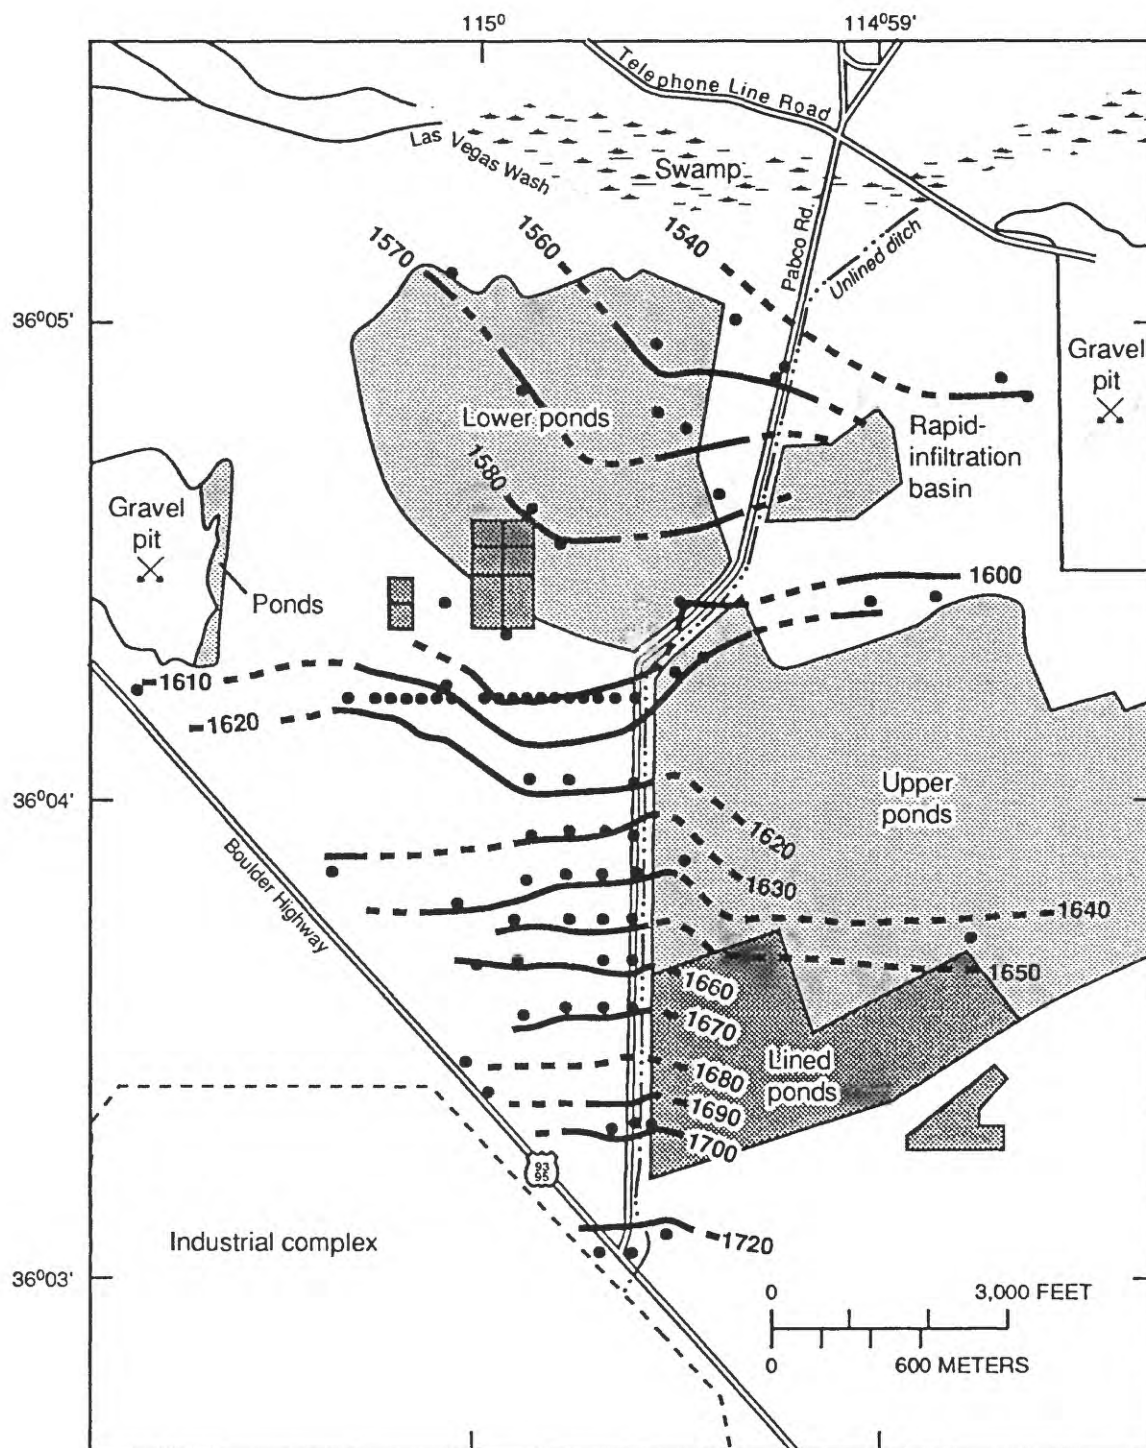 115⁰
114⁰59'
Telephone Line Road
Las Vegas Wash
Swamp
1570
1560
1540
Pabco Rd.
Unlined ditch
36⁰05'
Gravel
pit
Lower ponds
Rapid-
infiltration
basin
1580
Gravel
pit
Ponds
1600
1610
1620
Upper
ponds
36⁰04'
1620
1630
Boulder Highway
1640
1650
1660
1670
Lined
ponds
1680
1690
1700
93
95
Industrial complex
1720
36⁰03'
0 3,000 FEET
0 600 METERS